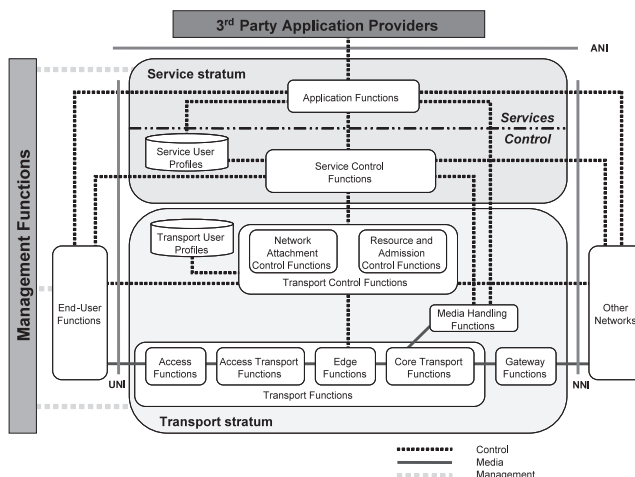 3rd Party Application Providers
ANI
Service stratum
Application Functions
Services
Control
Service User
Profiles
Service Control
Functions
Management Functions
Transport User
Profiles
Network
Attachment
Control Functions
Resource and
Admission
Control Functions
Transport Control Functions
End-User
Functions
Media Handling
Functions
Other
Networks
Access
Functions
Access Transport
Functions
Edge
Functions
Core Transport
Functions
Gateway
Functions
Transport Functions
UNI
NNI
Transport stratum
Control
Media
Management